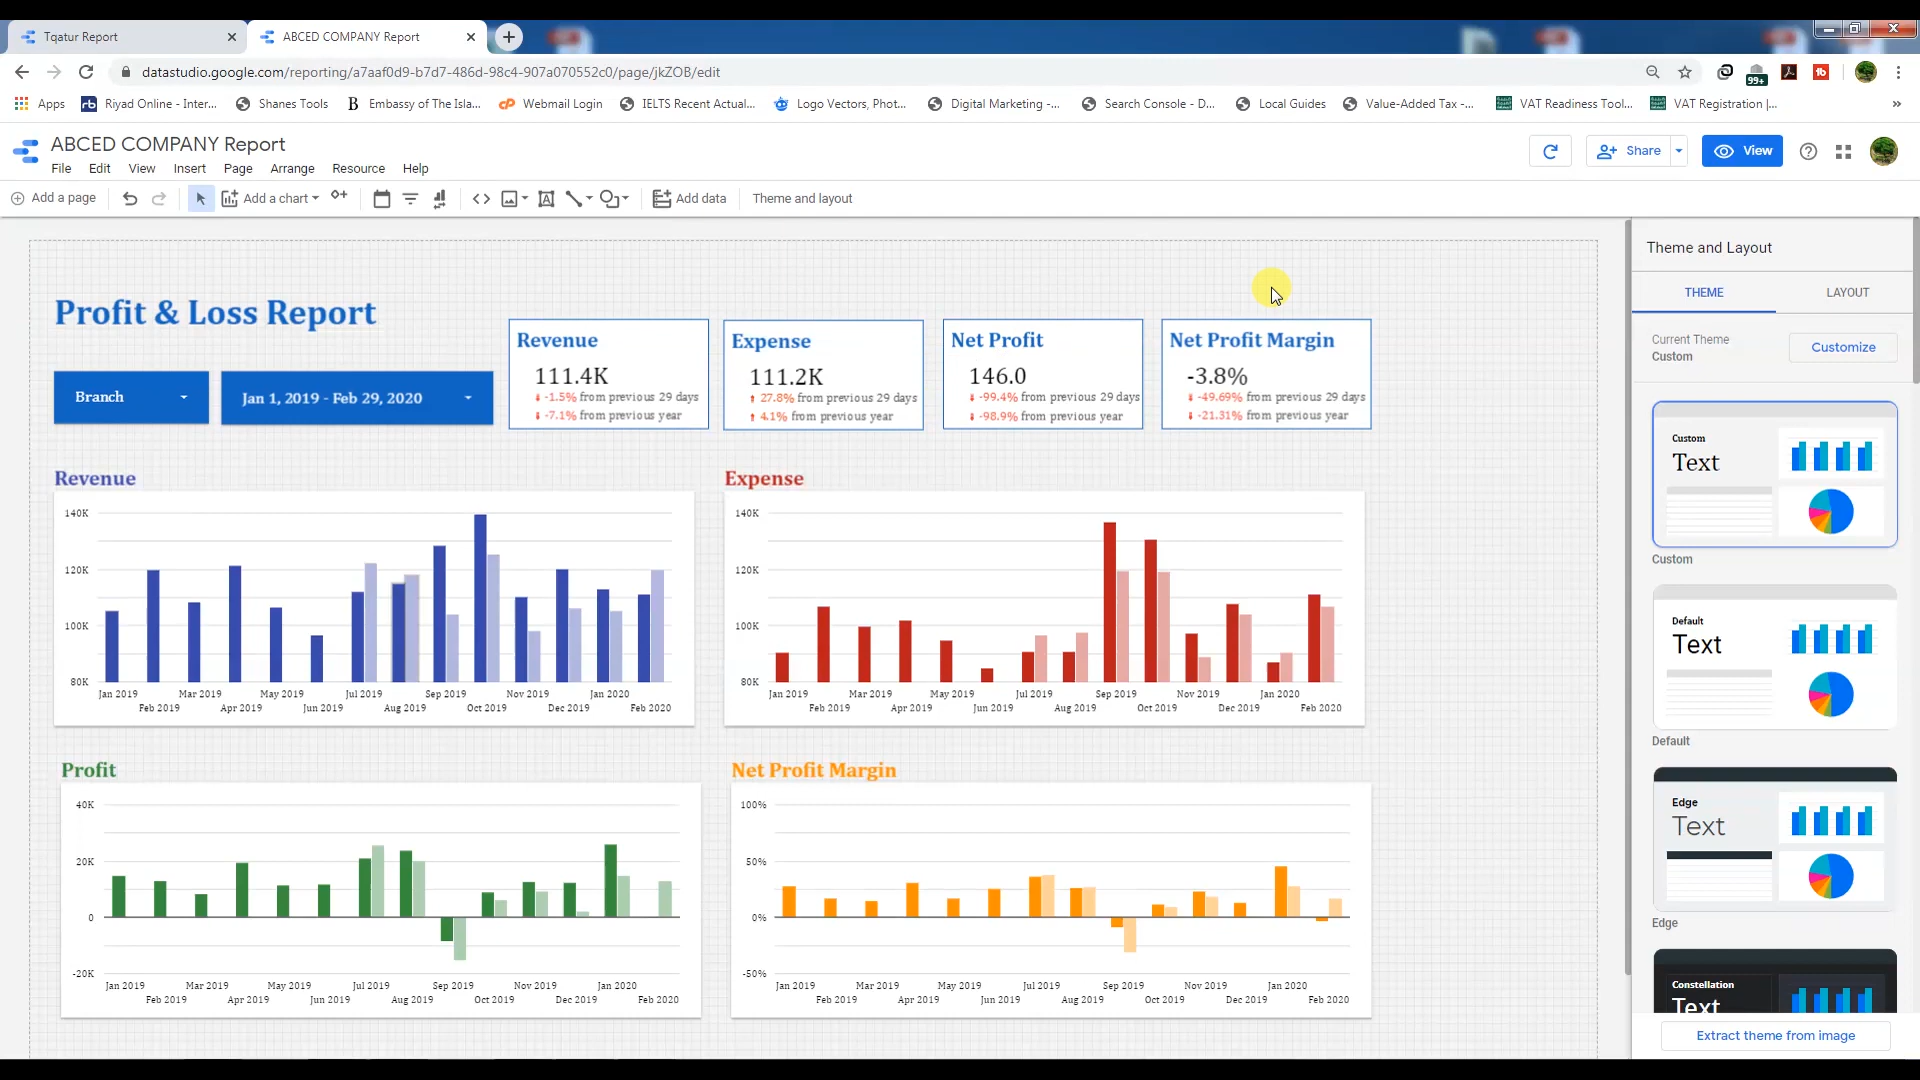 Tqatur Report
ABCED COMPANY Report
datastudio.google.com/reporting/a7aaf0d9-b7d7-486d-98c4-907a070552c0/page/jkZOB/edit
99+
Apps
Riyad Online - Inter...
Shanes Tools
Embassy of The Isla...
Webmail Login
IELTS Recent Actual...
Logo Vectors, Phot...
Digital Marketing -...
Search Console - D...
Local Guides
Value-Added Tax -...
VAT Readiness Tool...
VAT Registration |...
ABCED COMPANY Report
File Edit View Insert Page Arrange Resource Help
Share
View
Add a page
Add a chart
Add data
Theme and layout
Profit & Loss Report
Branch
Jan 1, 2019 - Feb 29, 2020
Revenue
111.4K
-1.5% from previous 29 days
-7.1% from previous year
Expense
111.2K
27.8% from previous 29 days
4.1% from previous year
Net Profit
146.0
-99.4% from previous 29 days
-98.9% from previous year
Net Profit Margin
-3.8%
-49.69% from previous 29 days
-21.31% from previous year
Revenue
140K
120K
100K
80K
Jan 2019 Mar 2019 May 2019 Jul 2019 Sep 2019 Nov 2019 Jan 2020
Feb 2019 Apr 2019 Jun 2019 Aug 2019 Oct 2019 Dec 2019 Feb 2020
Expense
140K
120K
100K
80K
Jan 2019 Mar 2019 May 2019 Jul 2019 Sep 2019 Nov 2019 Jan 2020
Feb 2019 Apr 2019 Jun 2019 Aug 2019 Oct 2019 Dec 2019 Feb 2020
Profit
40K
20K
0
-20K
Jan 2019 Mar 2019 May 2019 Jul 2019 Sep 2019 Nov 2019 Jan 2020
Feb 2019 Apr 2019 Jun 2019 Aug 2019 Oct 2019 Dec 2019 Feb 2020
Net Profit Margin
100%
50%
0%
-50%
Jan 2019 Mar 2019 May 2019 Jul 2019 Sep 2019 Nov 2019 Jan 2020
Feb 2019 Apr 2019 Jun 2019 Aug 2019 Oct 2019 Dec 2019 Feb 2020
Theme and Layout
THEME LAYOUT
Current Theme
Custom
Customize
Custom
Text
Custom
Default
Text
Default
Edge
Text
Edge
Constellation
Text
Extract theme from image